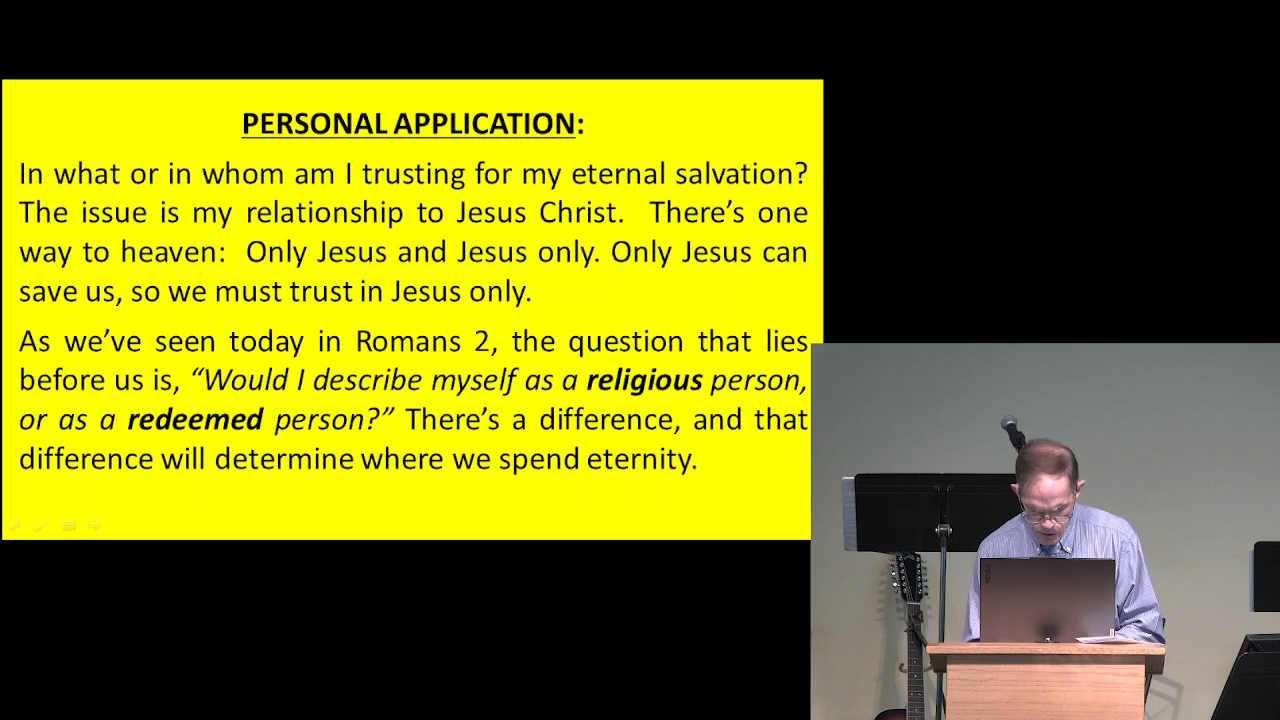 PERSONAL APPLICATION:
In what or in whom am I trusting for my eternal salvation?
The issue is my relationship to Jesus Christ.  There’s one
way to heaven:  Only Jesus and Jesus only. Only Jesus can
save us, so we must trust in Jesus only.
As we’ve seen today in Romans 2, the question that lies
before us is, “Would I describe myself as a religious person,
or as a redeemed person?” There’s a difference, and that
difference will determine where we spend eternity.